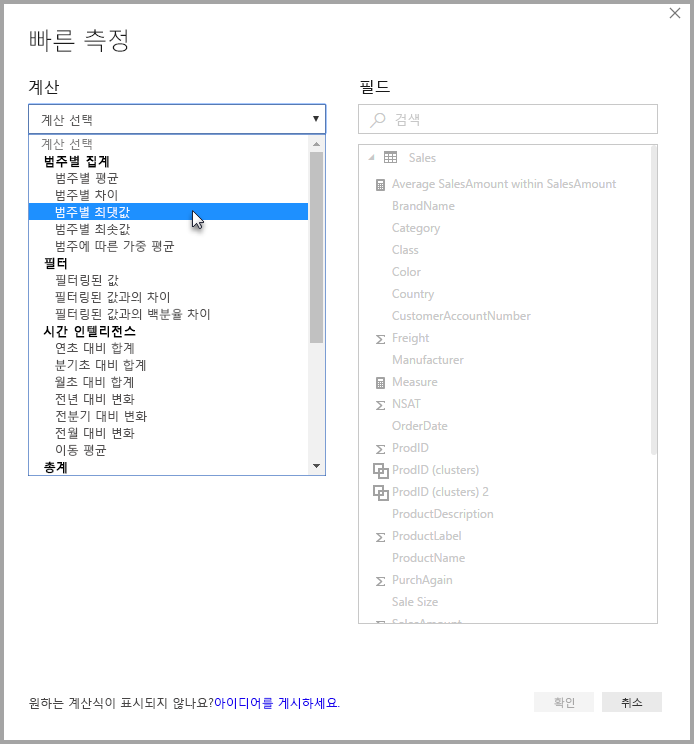 빠른 측정
계산
계산 선택
계산 선택
범주별 집계
범주별 평균
범주별 차이
범주별 최댓값
범주별 최솟값
범주에 따른 가중 평균
필터
필터링된 값
필터링된 값과의 차이
필터링된 값과의 백분율 차이
시간 인텔리전스
연초 대비 합계
분기초 대비 합계
월초 대비 합계
전년 대비 변화
전분기 대비 변화
전월 대비 변화
이동 평균
총계
필드
검색
Sales
Average SalesAmount within SalesAmount
BrandName
Category
Class
Color
Country
CustomerAccountNumber
Freight
Manufacturer
Measure
NSAT
OrderDate
ProdID
ProdID (clusters)
ProdID (clusters) 2
ProductDescription
ProductLabel
ProductName
PurchAgain
Sale Size
SalesAmount
원하는 계산식이 표시되지 않나요?아이디어를 게시하세요.
확인
취소